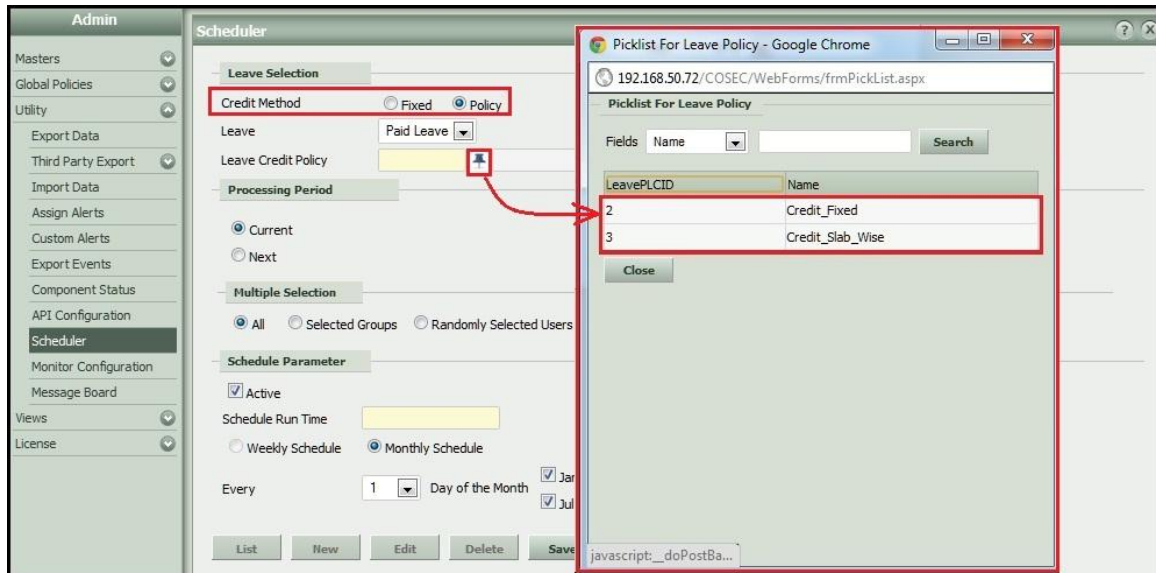 Admin
Masters
Global Policies
Utility
Export Data
Third Party Export
Import Data
Assign Alerts
Custom Alerts
Export Events
Component Status
API Configuration
Scheduler
Monitor Configuration
Message Board
Views
License
Scheduler
?
X
Leave Selection
Credit Method Fixed Policy
Leave Paid Leave
Leave Credit Policy
Processing Period
Current
Next
Multiple Selection
All Selected Groups Randomly Selected Users
Schedule Parameter
Active
Schedule Run Time
Weekly Schedule Monthly Schedule
Every 1 Day of the Month
Jan
Jul
List New Edit Delete Save
Picklist For Leave Policy - Google Chrome
192.168.50.72/COSEC/WebForms/frmPickList.aspx
Picklist For Leave Policy
Fields Name Search
LeavePLCID Name
2 Credit_Fixed
3 Credit_Slab_Wise
Close
javascript:__doPostBa...